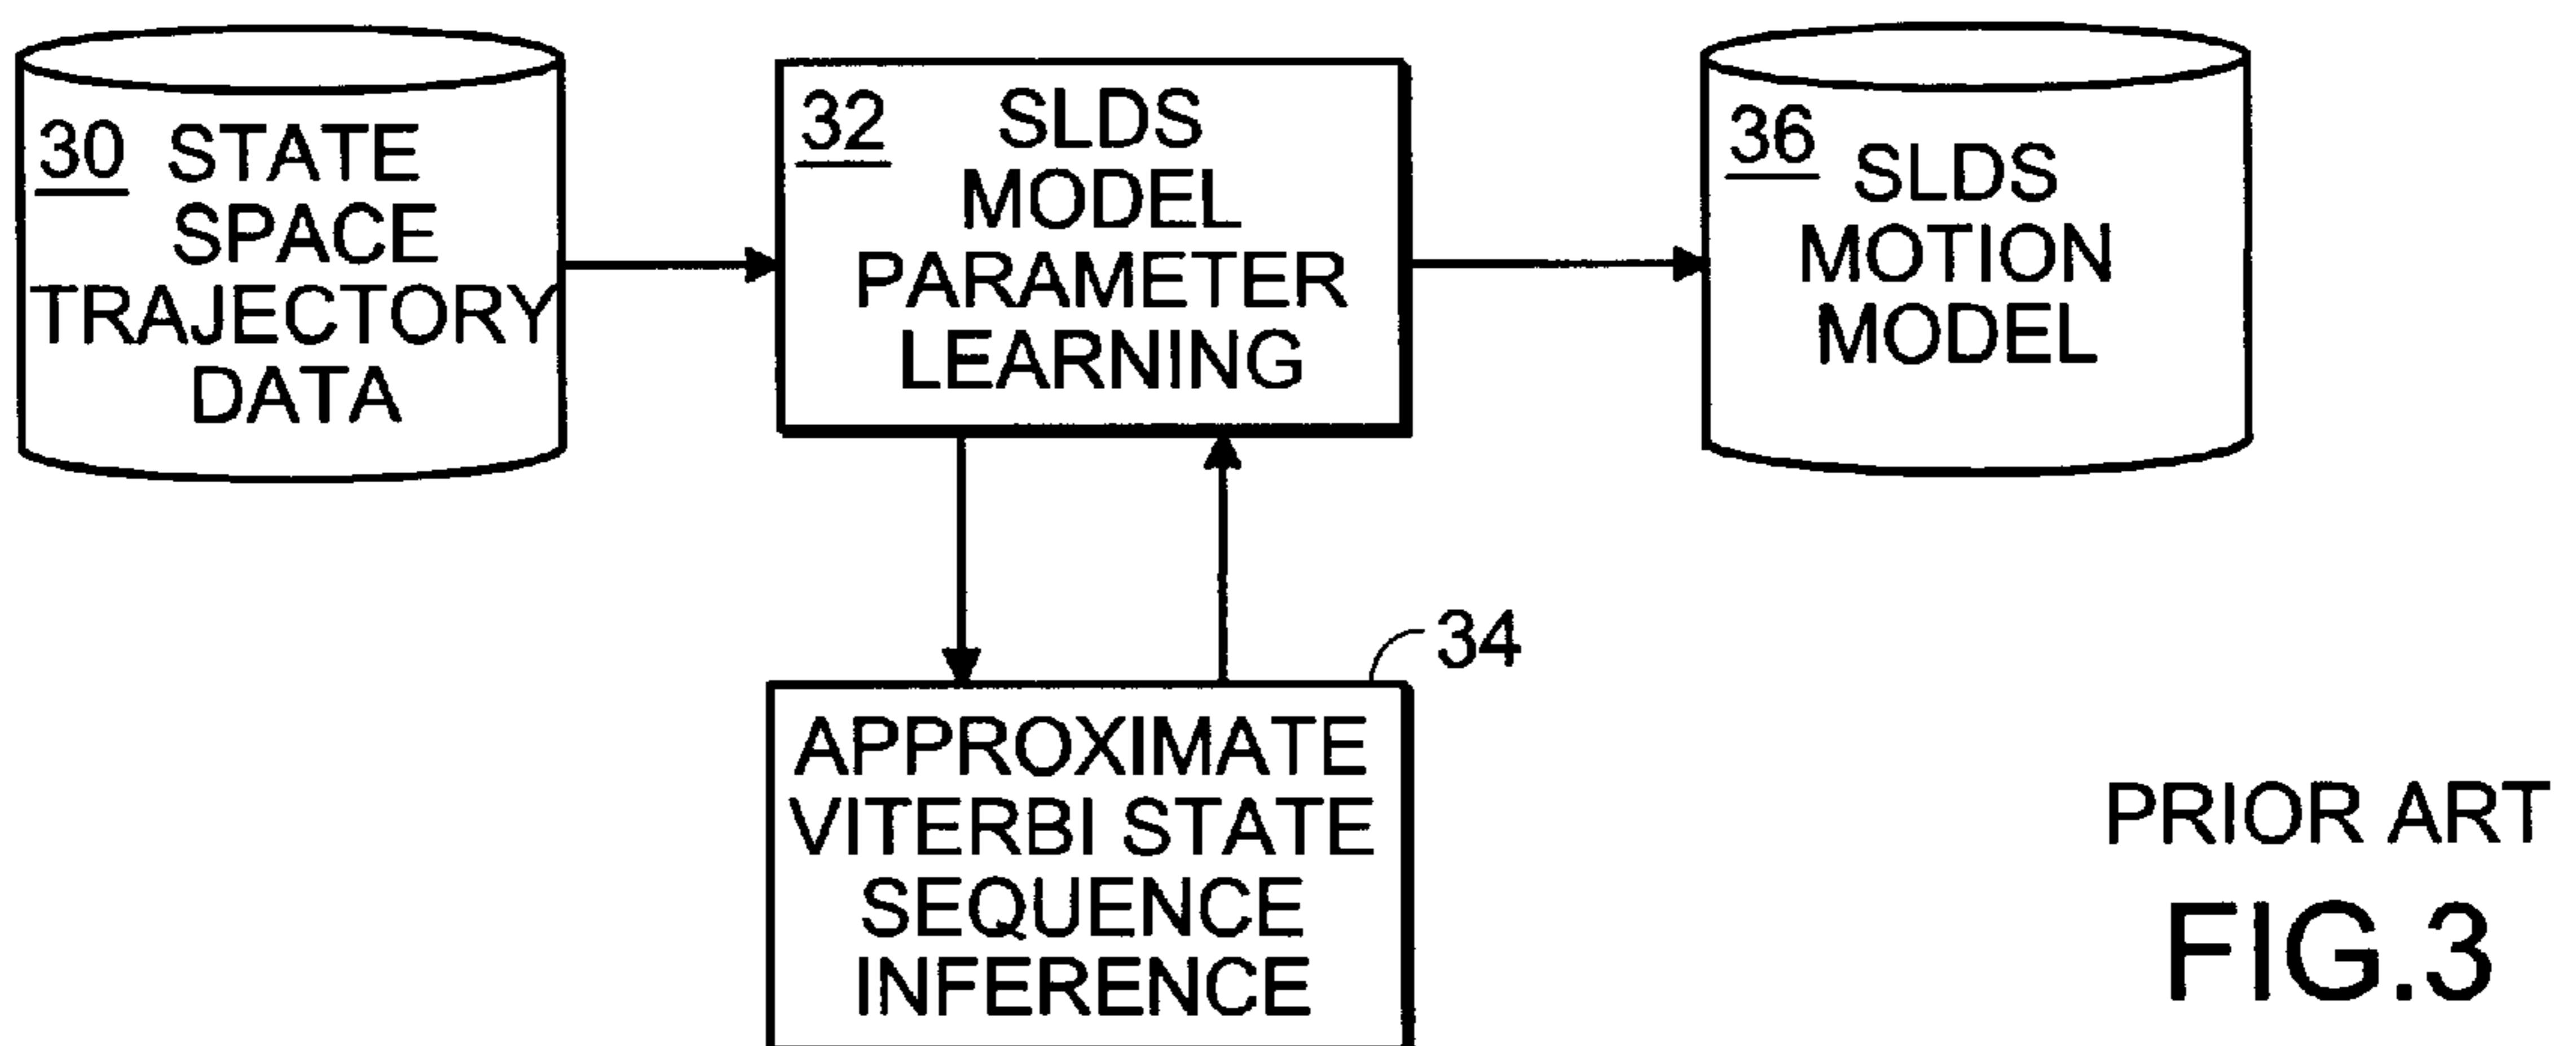 30 STATE
SPACE
TRAJECTORY
DATA
32 SLDS
MODEL
PARAMETER
LEARNING
36 SLDS
MOTION
MODEL
34
APPROXIMATE
VITERBI STATE
SEQUENCE
INFERENCE
PRIOR ART
FIG.3